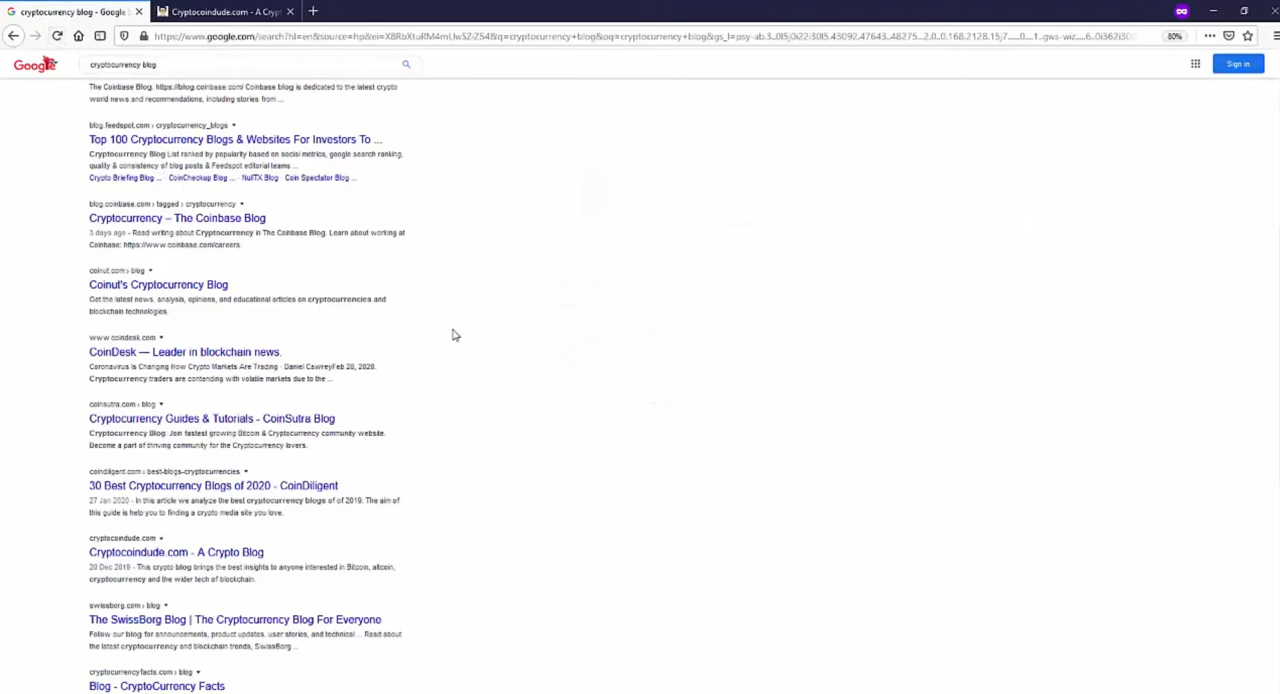 cryptocurrency blog - Google
Cryptocoindude.com - A Cryp
80%
Google
cryptocurrency blog
Sign in
The Coinbase Blog. https://blog.coinbase.com/ Coinbase blog is dedicated to the latest crypto
world news and recommendations, including stories from ...
blog.feedspot.com › cryptocurrency_blogs
Top 100 Cryptocurrency Blogs & Websites For Investors To ...
Cryptocurrency Blog List ranked by popularity based on social metrics, google search ranking,
quality & consistency of blog posts & Feedspot editorial teams ...
Crypto Briefing Blog ... · CoinCheckup Blog ... · NullTX Blog · Coin Spectator Blog ...
blog.coinbase.com › tagged › cryptocurrency
Cryptocurrency – The Coinbase Blog
3 days ago - Read writing about Cryptocurrency in The Coinbase Blog. Learn about working at
Coinbase: https://www.coinbase.com/careers.
coinut.com › blog
Coinut's Cryptocurrency Blog
Get the latest news, analysis, opinions, and educational articles on cryptocurrencies and
blockchain technologies.
www.coindesk.com
CoinDesk — Leader in blockchain news.
Coronavirus Is Changing How Crypto Markets Are Trading · Daniel CawreyFeb 28, 2020.
Cryptocurrency traders are contending with volatile markets due to the ...
coinsutra.com › blog
Cryptocurrency Guides & Tutorials - CoinSutra Blog
Cryptocurrency Blog. Join fastest growing Bitcoin & Cryptocurrency community website.
Become a part of thriving community for the Cryptocurrency lovers.
coindiligent.com › best-blogs-cryptocurrencies
30 Best Cryptocurrency Blogs of 2020 - CoinDiligent
27 Jan 2020 - In this article we analyze the best cryptocurrency blogs of of 2019. The aim of
this guide is help you to finding a crypto media site you love.
cryptocoindude.com
Cryptocoindude.com - A Crypto Blog
20 Dec 2019 - This crypto blog brings the best insights to anyone interested in Bitcoin, altcoin,
cryptocurrency and the wider tech of blockchain.
swissborg.com › blog
The SwissBorg Blog | The Cryptocurrency Blog For Everyone
Follow our blog for announcements, product updates, user stories, and technical ... Read about
the latest cryptocurrency and blockchain trends, SwissBorg ...
cryptocurrencyfacts.com › blog
Blog - CryptoCurrency Facts